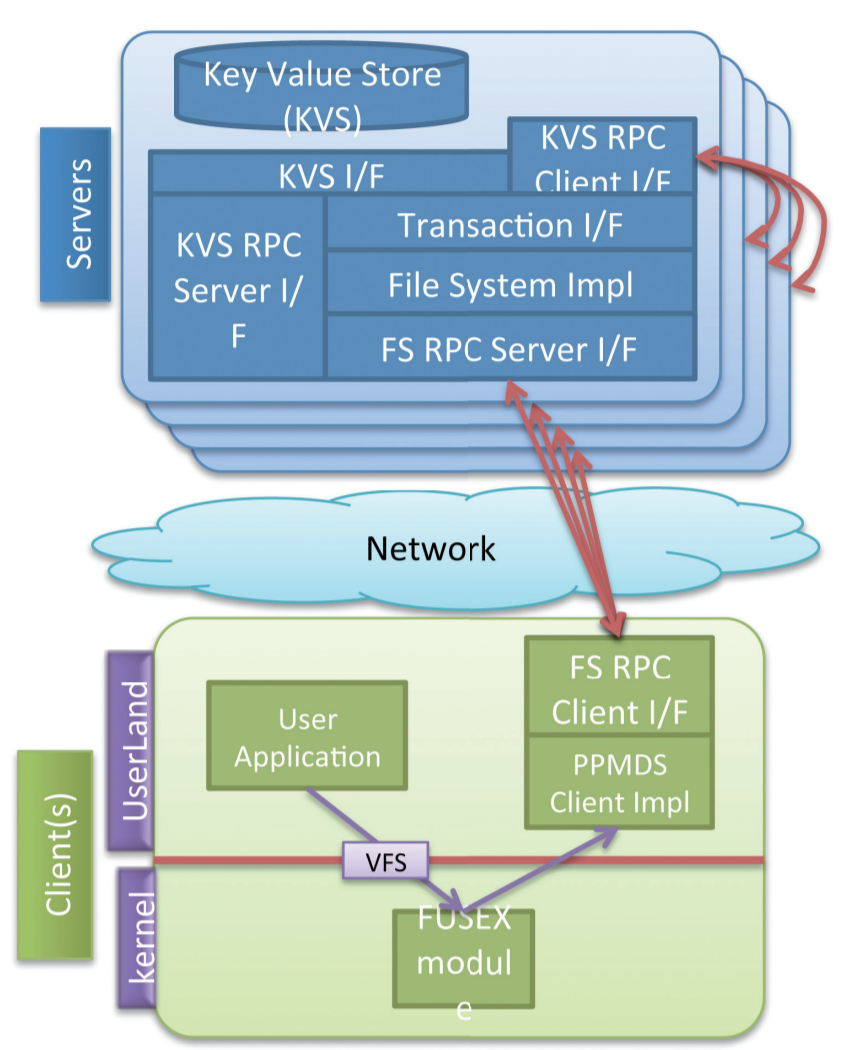 Key Value Store
(KVS)
KVS RPC
Client I/F
KVS I/F
Servers
KVS RPC
Server I/
F
Transaction I/F
File System Impl
FS RPC Server I/F
Network
Client(s)
UserLand
FS RPC
Client I/F
User
Application
PPMDS
Client Impl
VFS
kernel
FUSEX
modul
e